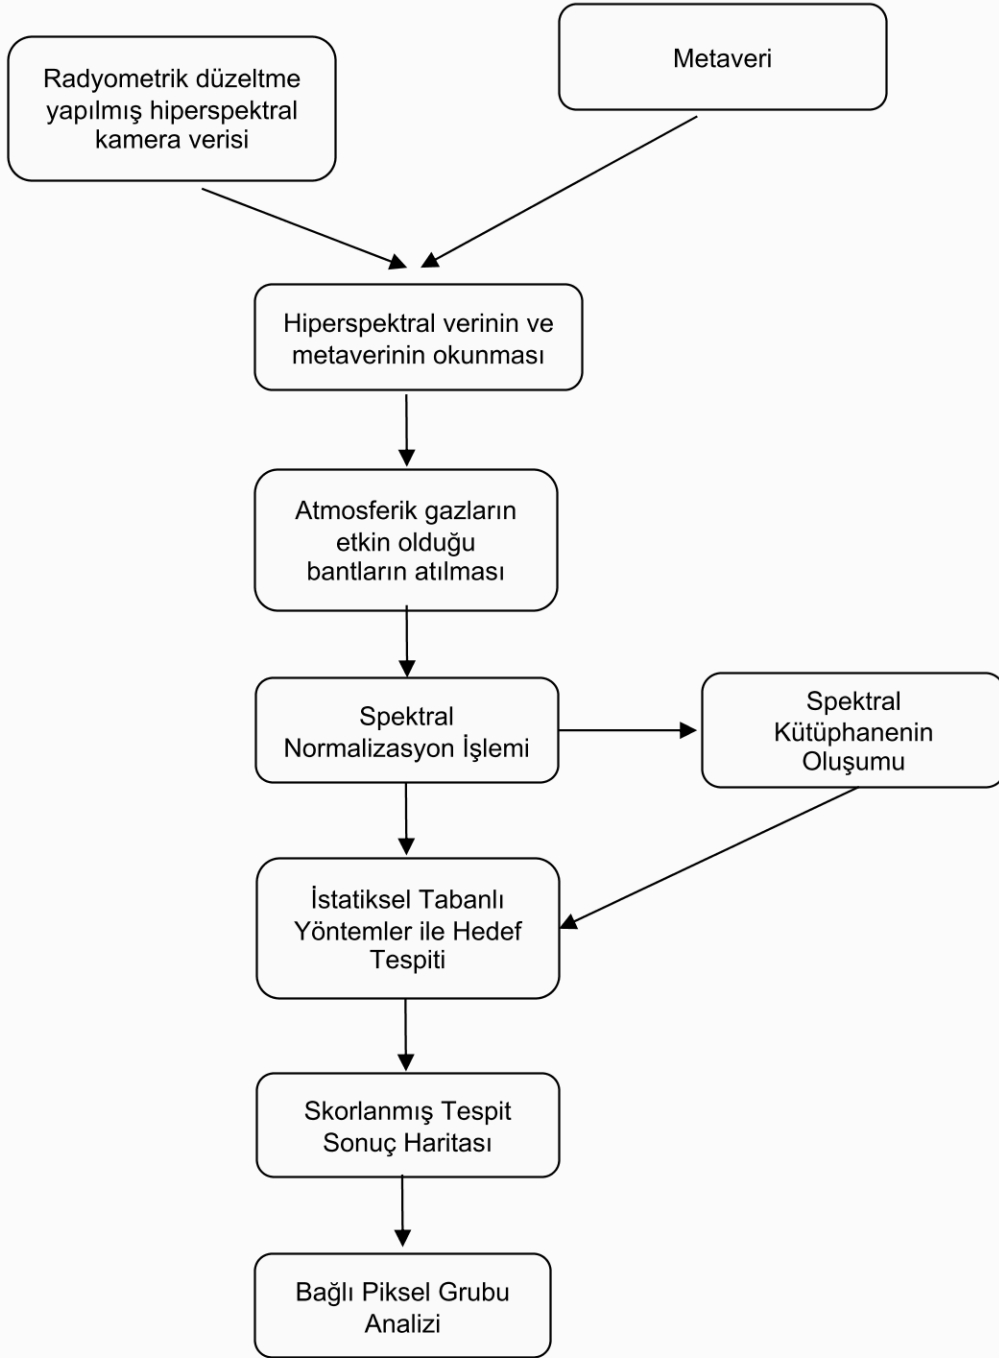 Radyometrik düzeltme
yapılmış hiperspektral
kamera verisi
Metaveri
Hiperspektral verinin ve
metaverinin okunması
Atmosferik gazların
etkin olduğu
bantların atılması
Spektral
Normalizasyon İşlemi
Spektral
Kütüphanenin
Oluşumu
İstatiksel Tabanlı
Yöntemler ile Hedef
Tespiti
Skorlanmış Tespit
Sonuç Haritası
Bağlı Piksel Grubu
Analizi